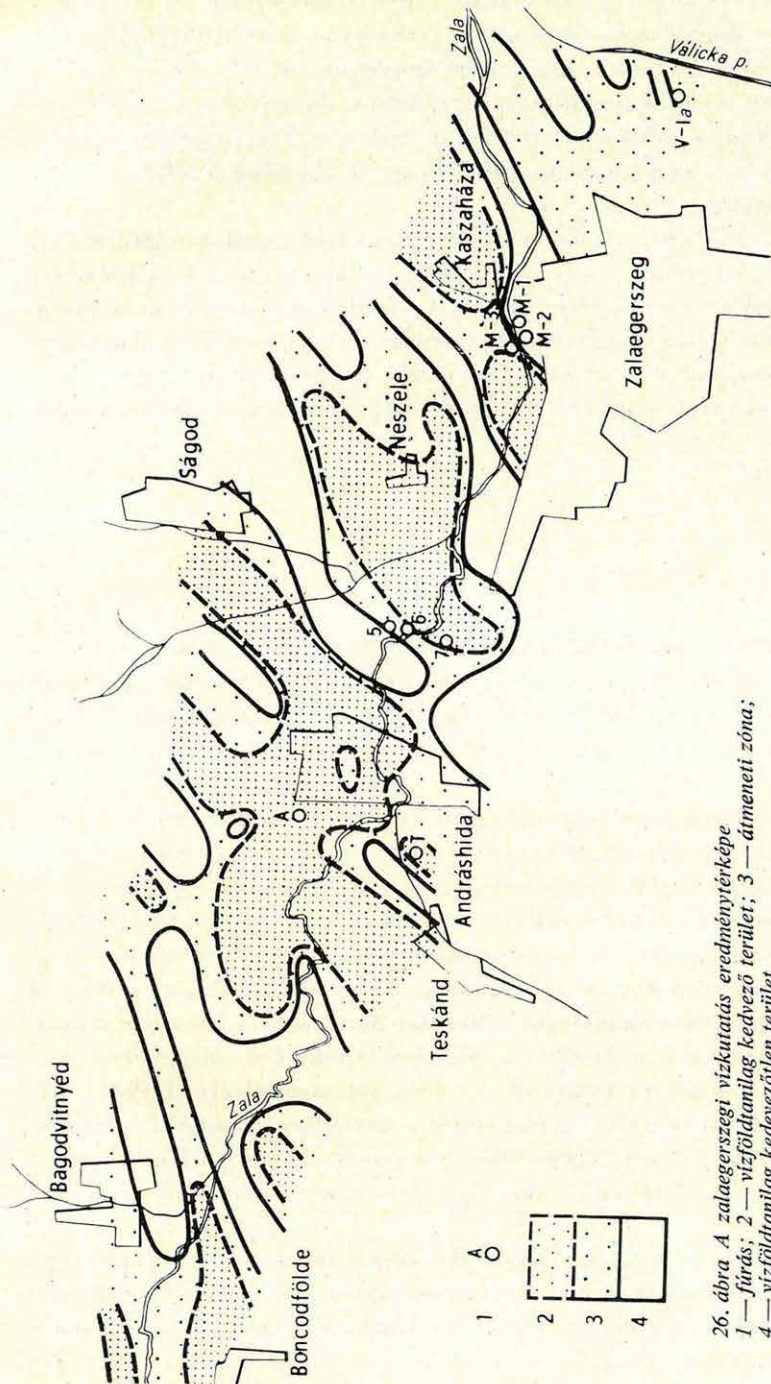 Bagodvitnyéd
Boncodfölde
Zala
Teskánd
Andráshida
A
T
Ságod
5
6
7
Neszele
Kaszaháza
M-3
M-1
M-2
Zalaegerszeg
Zala
Válicka p.
V-1a
1
A
2
3
4
26. ábra A zalaegerszegi vízkutatás eredménytérképe
1 — fúrás; 2 — vízföldtanilag kedvező terület; 3 — átmeneti zóna;
4 — vízföldtanilag kedvezőtlen terület